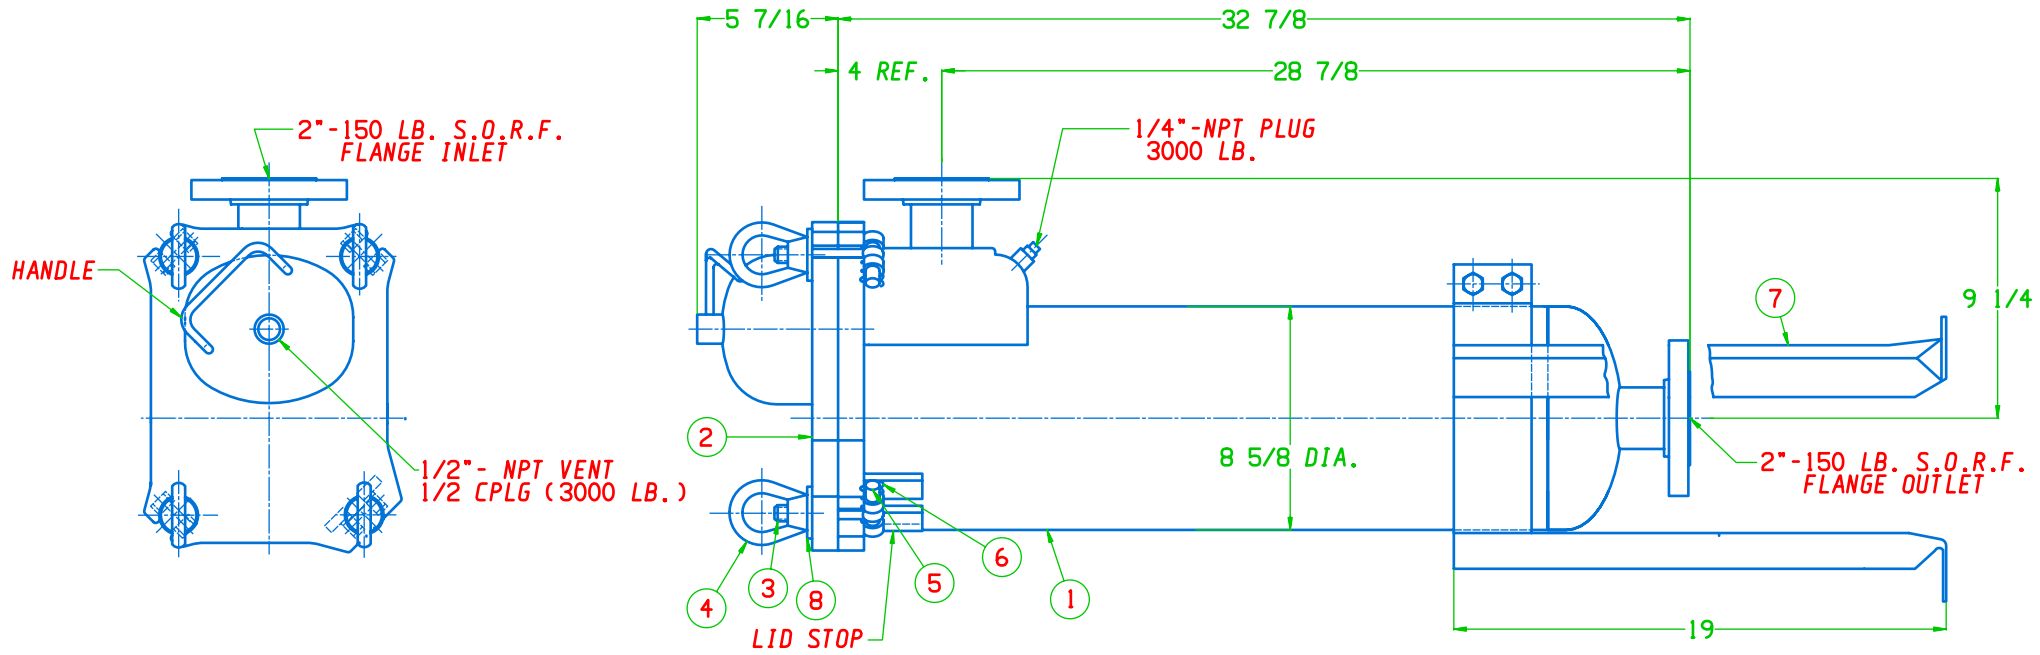 5 7/16
32 7/8
4 REF.
28 7/8
2"-150 LB. S.O.R.F.
FLANGE INLET
1/4"-NPT PLUG
3000 LB.
HANDLE
7
9 1/4
2
8 5/8 DIA.
1/2"- NPT VENT
1/2 CPLG (3000 LB.)
2"-150 LB. S.O.R.F.
FLANGE OUTLET
6
5
3
8
4
1
LID STOP
19